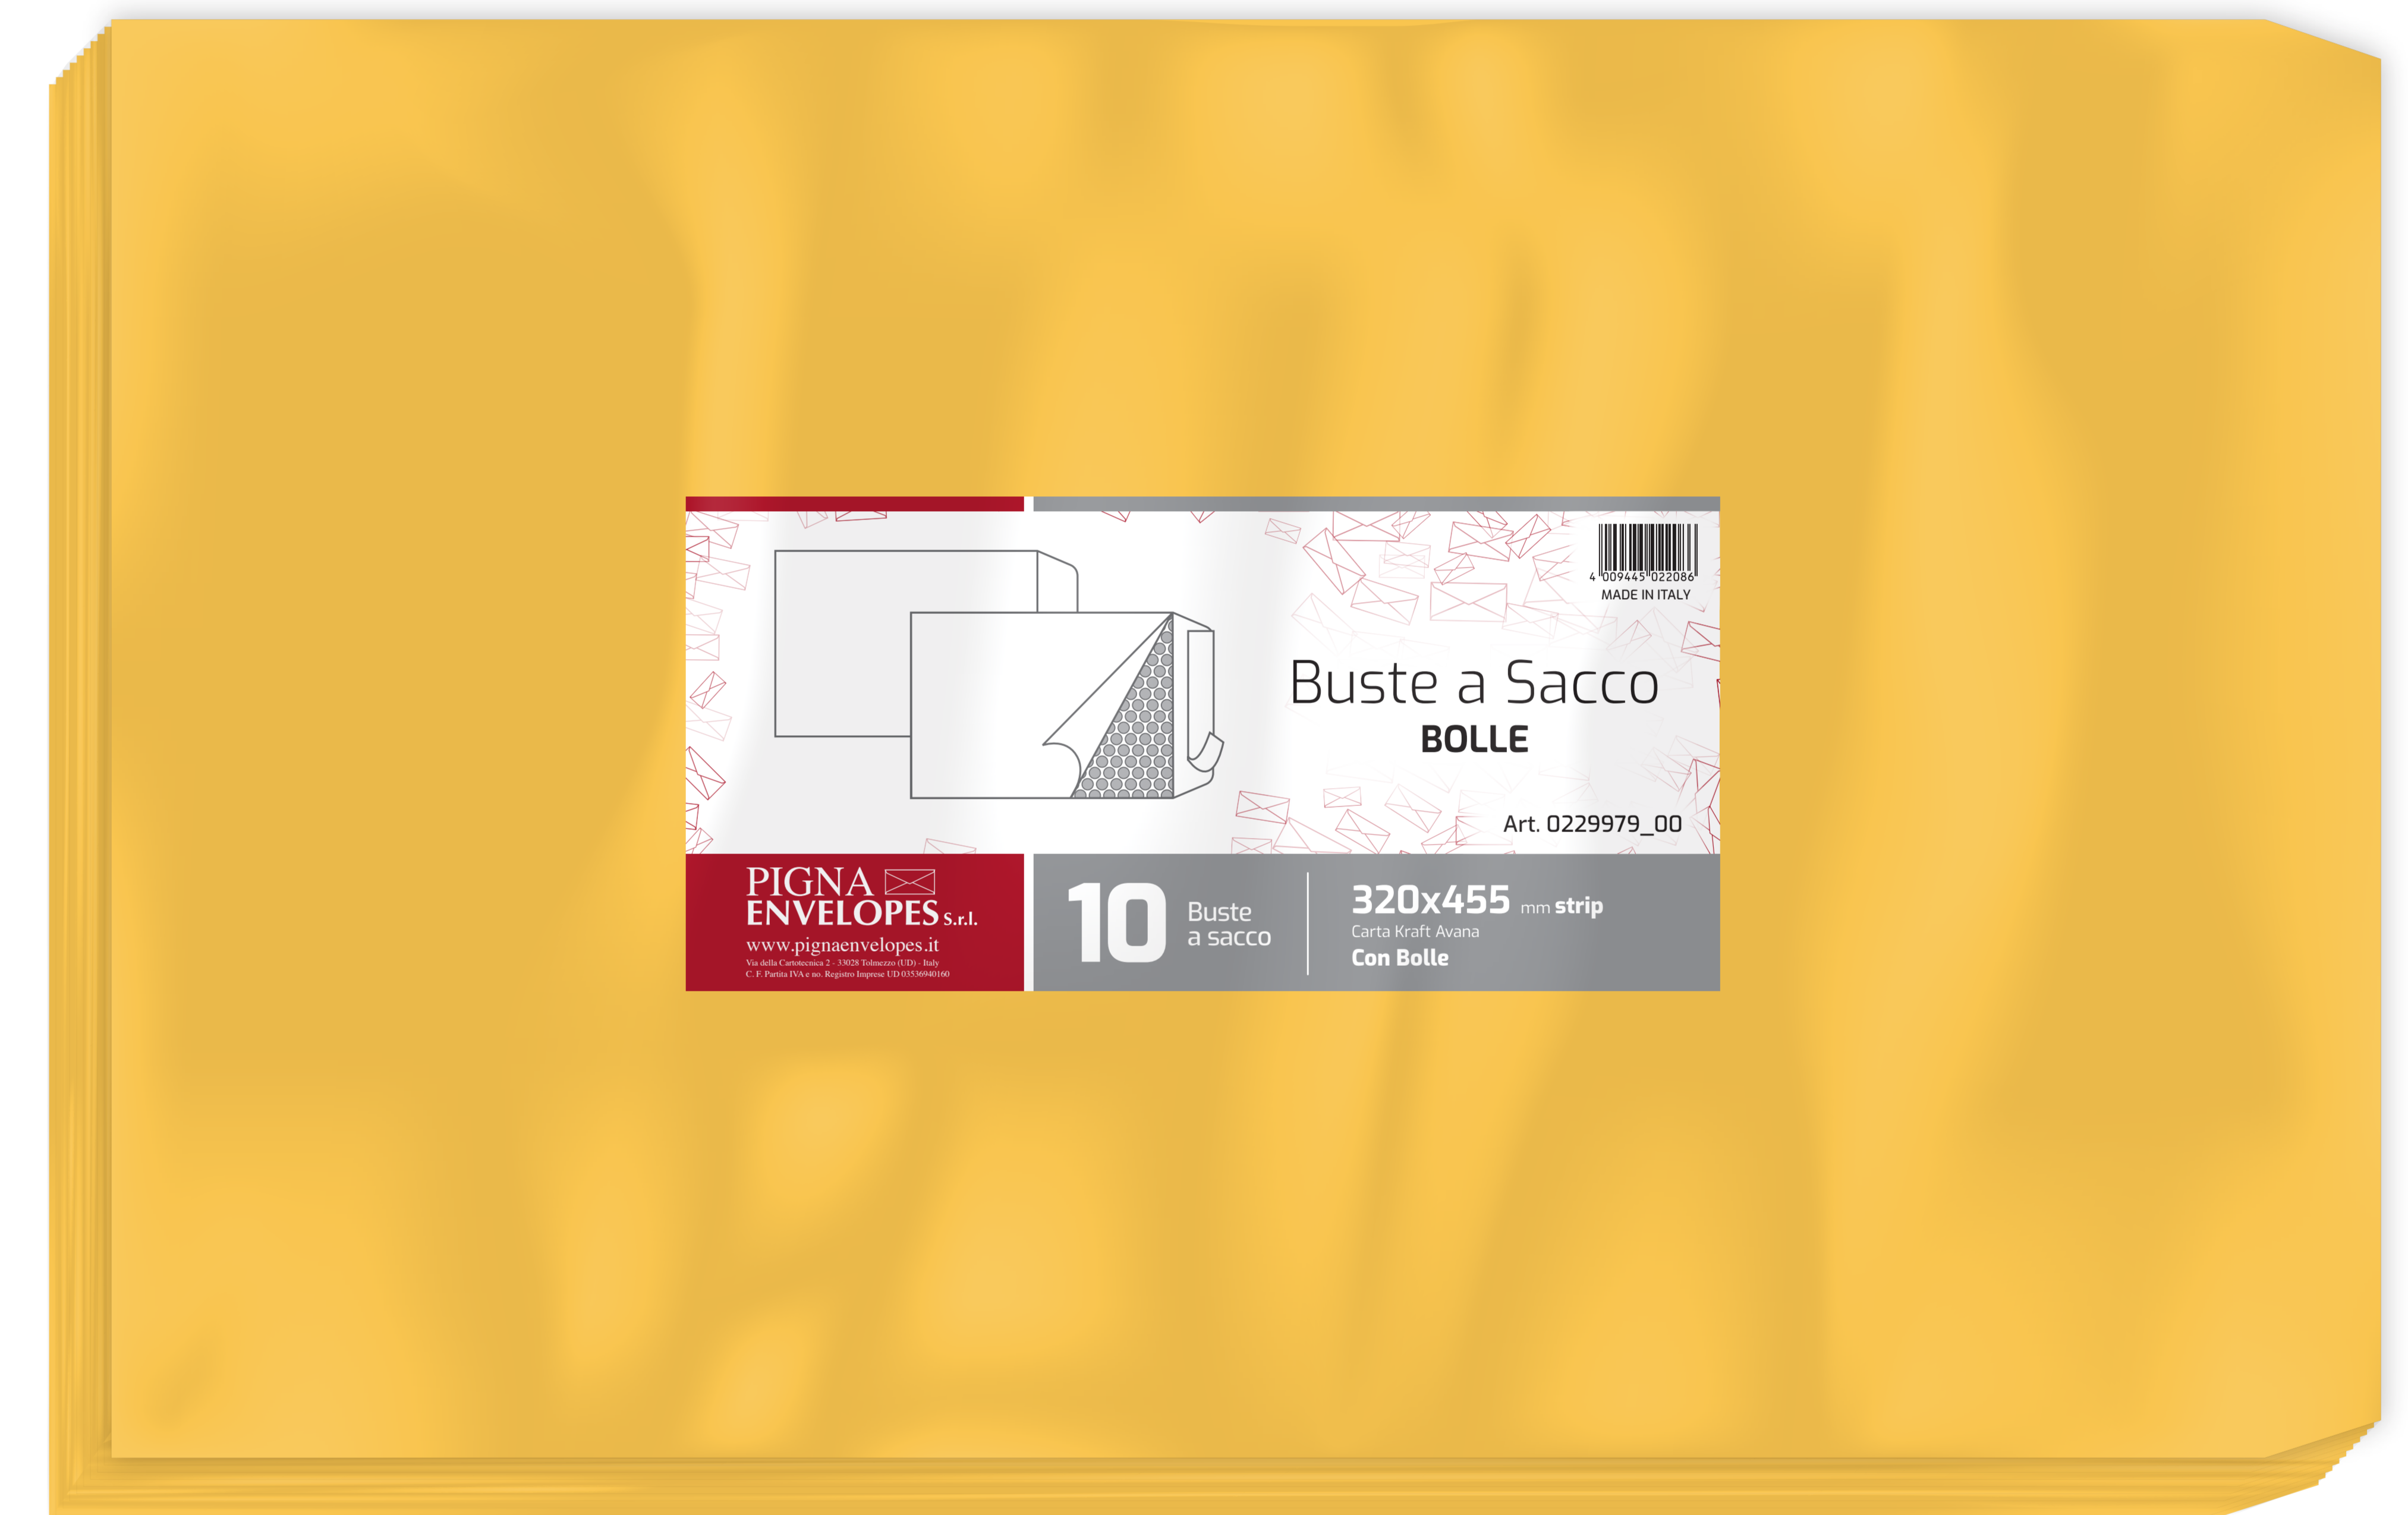 4 009445 022086
MADE IN ITALY
Buste a Sacco
BOLLE
Art. 0229979_00
PIGNA
ENVELOPES S.r.l.
www.pignaenvelopes.it
Via della Cartotecnica 2 - 33028 Tolmezzo (UD) - Italy
C. F. Partita IVA e no. Registro Imprese UD 03536940160
10 Buste
a sacco
320x455 mm strip
Carta Kraft Avana
Con Bolle